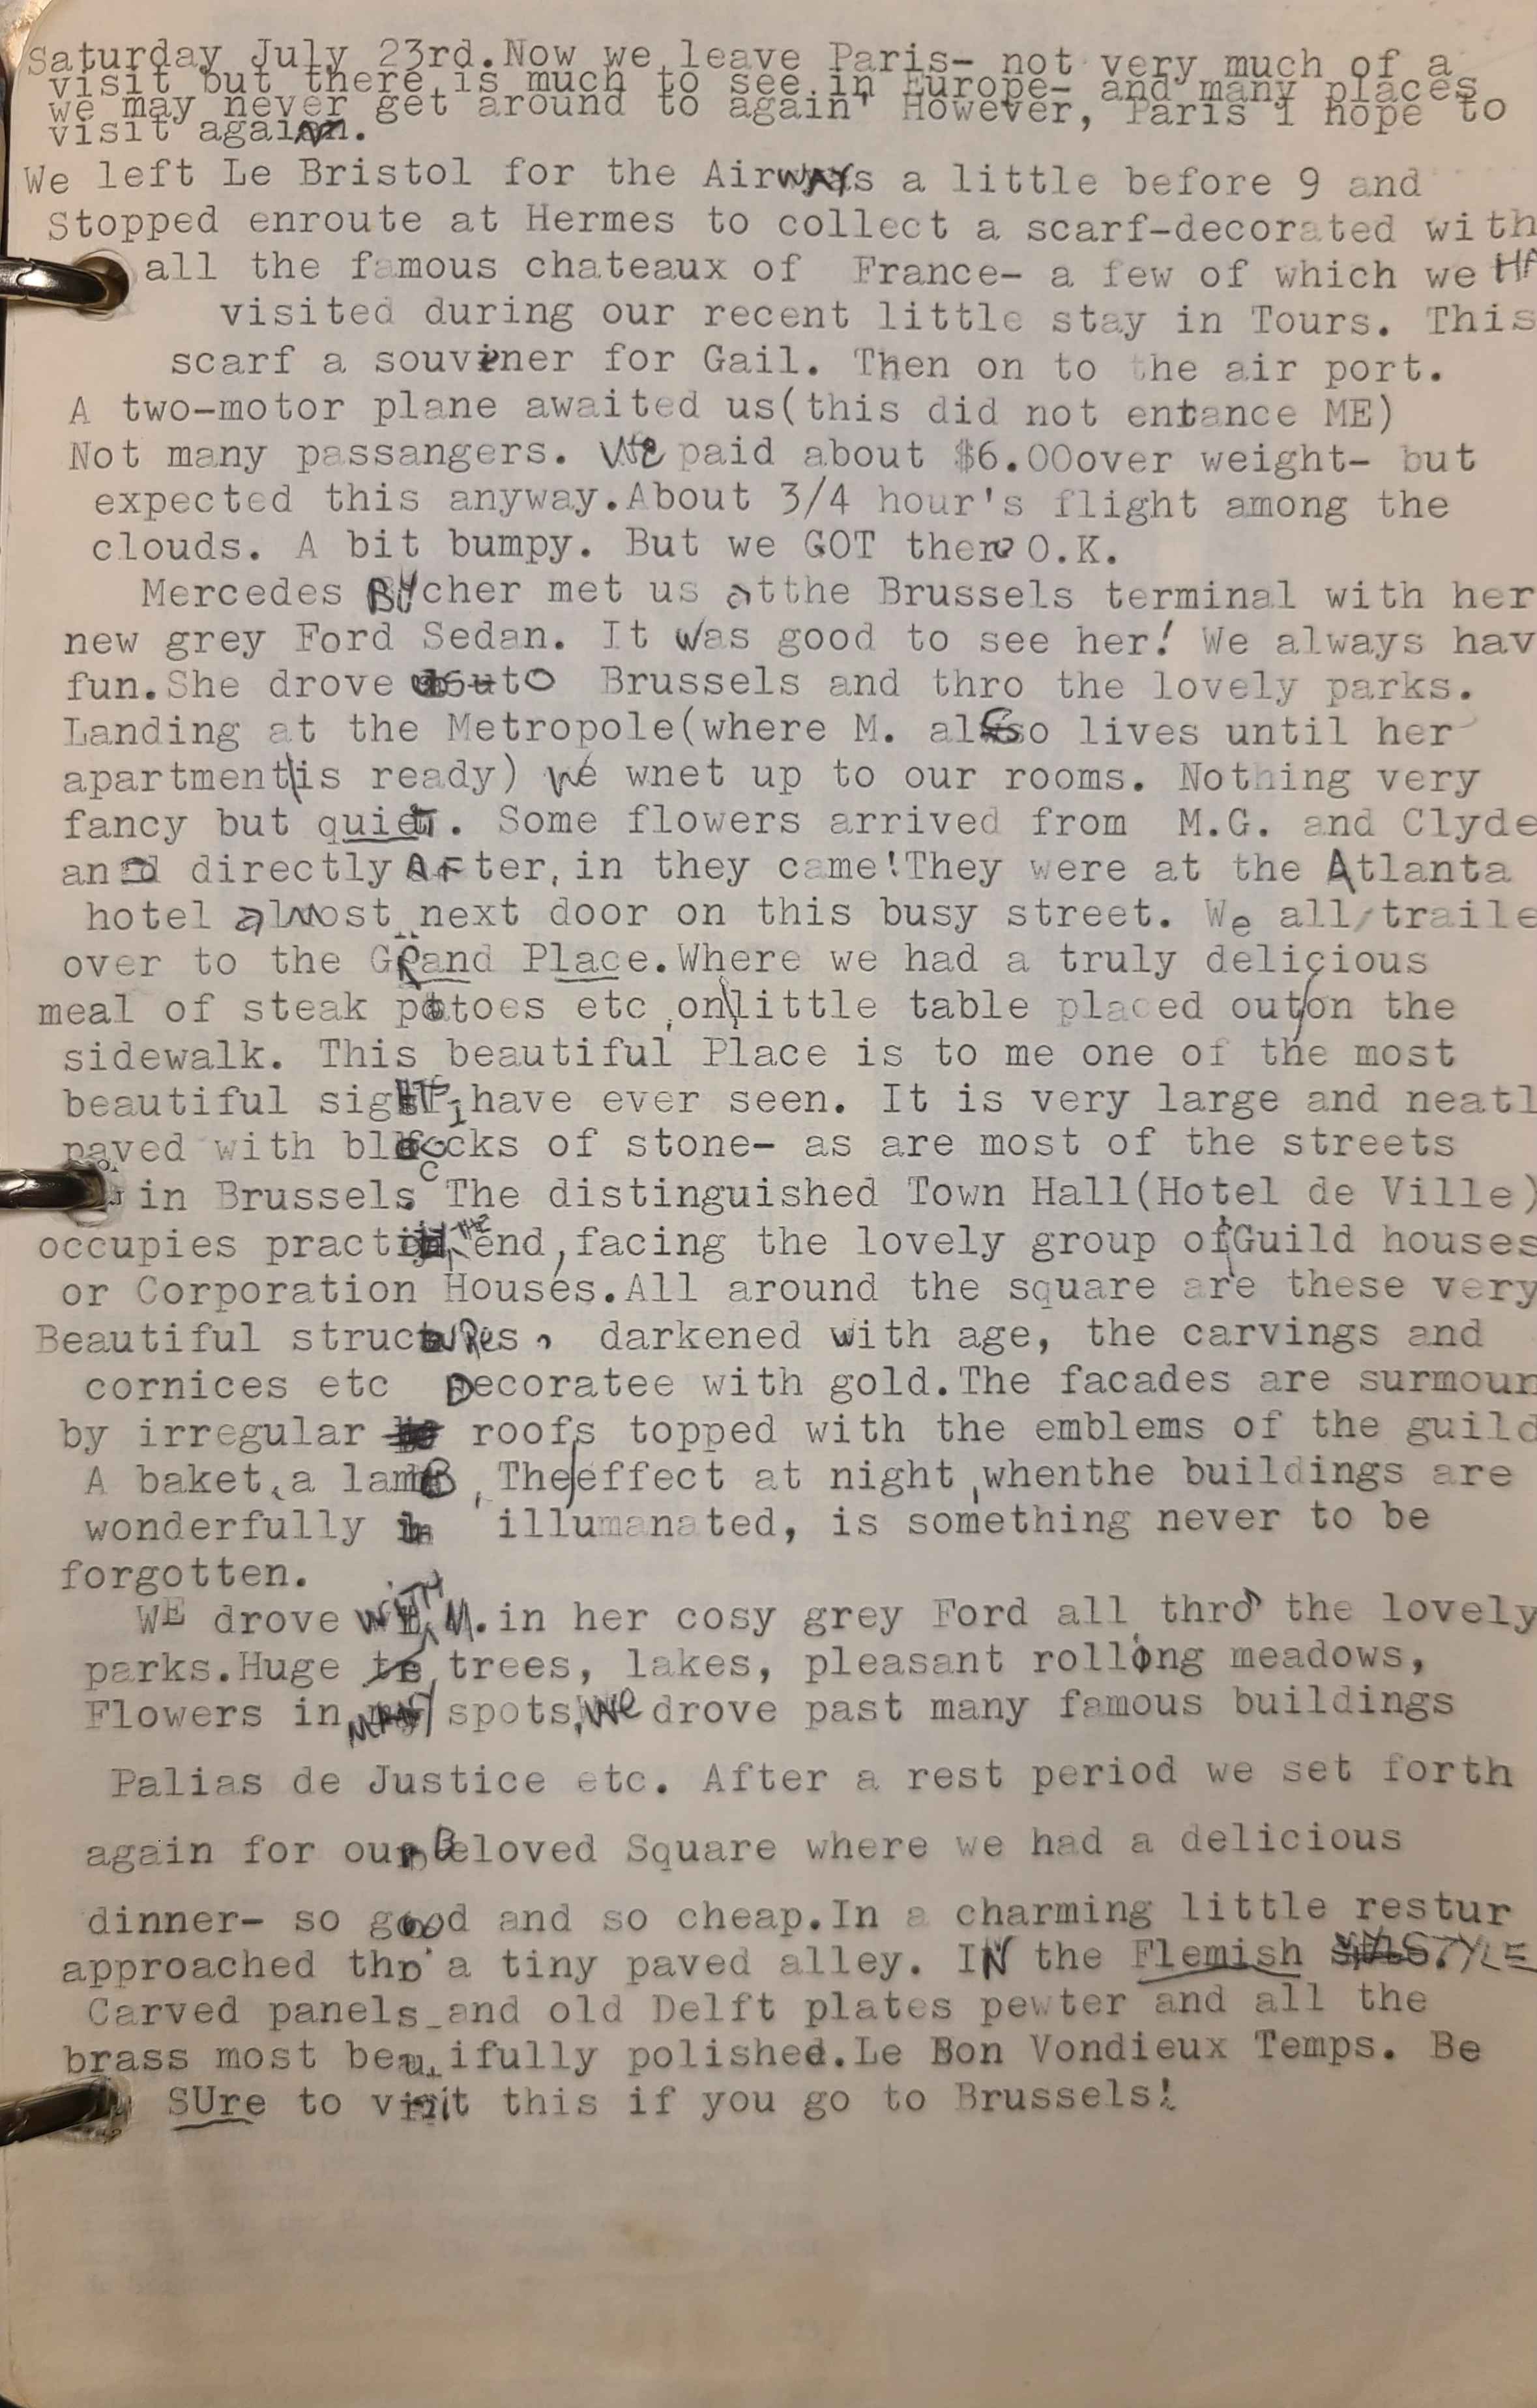 Saturday July 23rd.Now we leave Paris- not very much of a
visit but there is much to see in Europe- and many places
we may never get around to again' However, Paris i hope to
visit again.
We left Le Bristol for the Airways a little before 9 and
Stopped enroute at Hermes to collect a scarf-decorated with
all the famous chateaux of France- a few of which we HA
visited during our recent little stay in Tours. This
scarf a souvener for Gail. Then on to the air port.
A two-motor plane awaited us(this did not entance ME)
Not many passangers. We paid about $6.00over weight- but
expected this anyway.About 3/4 hour's flight among the
clouds. A bit bumpy. But we GOT there O.K.
Mercedes BUcher met us atthe Brussels terminal with her
new grey Ford Sedan. It was good to see her! We always hav
fun.She drove to Brussels and thro the lovely parks.
Landing at the Metropole(where M. also lives until her
apartment is ready) we wnet up to our rooms. Nothing very
fancy but quiet. Some flowers arrived from M.G. and Clyde
and directly AFter, in they came!They were at the Atlanta
hotel almost next door on this busy street. We all traile
over to the GRand Place.Where we had a truly delicious
meal of steak potatoes etc , on little table placed out on the
sidewalk. This beautiful Place is to me one of the most
beautiful sigHT I have ever seen. It is very large and neatl
paved with blocks of stone- as are most of the streets
in Brussels. The distinguished Town Hall(Hotel de Ville)
occupies THE end, facing the lovely group of Guild houses
or Corporation Houses.All around the square are these very
Beautiful structuRes, darkened with age, the carvings and
cornices etc Decoratee with gold.The facades are surmoun
by irregular roofs topped with the emblems of the guild
A baket, a lamB, The effect at night, whenthe buildings are
wonderfully illumanated, is something never to be
forgotten.
WE drove WITH M. in her cosy grey Ford all thro' the lovely
parks.Huge trees, lakes, pleasant rolling meadows,
Flowers in MANY spots, We drove past many famous buildings
Palias de Justice etc. After a rest period we set forth
again for our Beloved Square where we had a delicious
dinner- so good and so cheap.In a charming little restur
approached thro' a tiny paved alley. IN the Flemish STYLE
Carved panels and old Delft plates pewter and all the
brass most beauifully polished.Le Bon Vondieux Temps. Be
SUre to visit this if you go to Brussels!